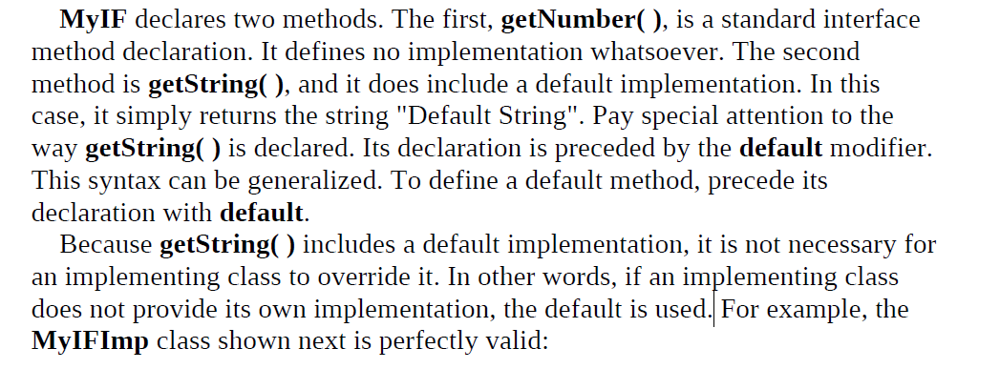 MyIF declares two methods. The first, getNumber( ), is a standard interface
method declaration. It defines no implementation whatsoever. The second
method is getString( ), and it does include a default implementation. In this
case, it simply returns the string "Default String". Pay special attention to the
way getString( ) is declared. Its declaration is preceded by the default modifier.
This syntax can be generalized. To define a default method, precede its
declaration with default.
Because getString( ) includes a default implementation, it is not necessary for
an implementing class to override it. In other words, if an implementing class
does not provide its own implementation, the default is used. For example, the
MyIFImp class shown next is perfectly valid: